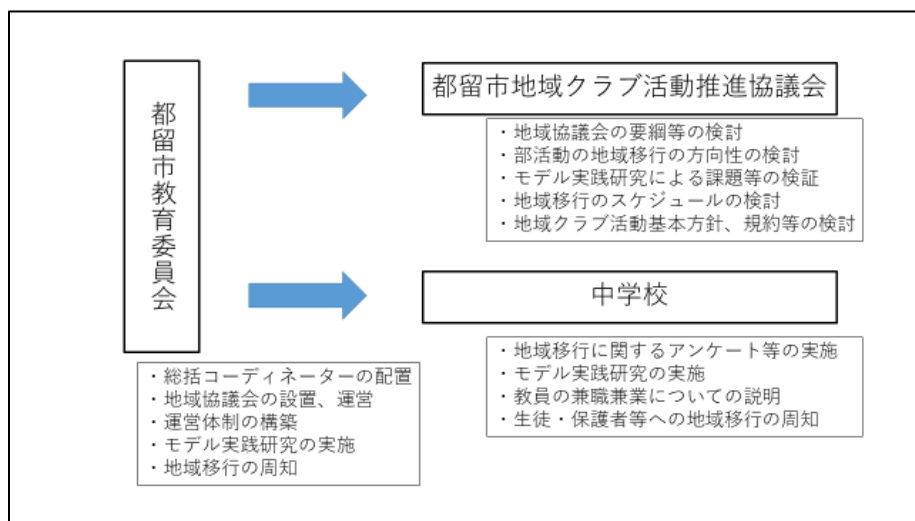 都留市教育委員会
・総括コーディネーターの配置
・地域協議会の設置、運営
・運営体制の構築
・モデル実践研究の実施
・地域移行の周知
都留市地域クラブ活動推進協議会
・地域協議会の要綱等の検討
・部活動の地域移行の方向性の検討
・モデル実践研究による課題等の検証
・地域移行のスケジュールの検討
・地域クラブ活動基本方針、規約等の検討
中学校
・地域移行に関するアンケート等の実施
・モデル実践研究の実施
・教員の兼職兼業についての説明
・生徒・保護者等への地域移行の周知